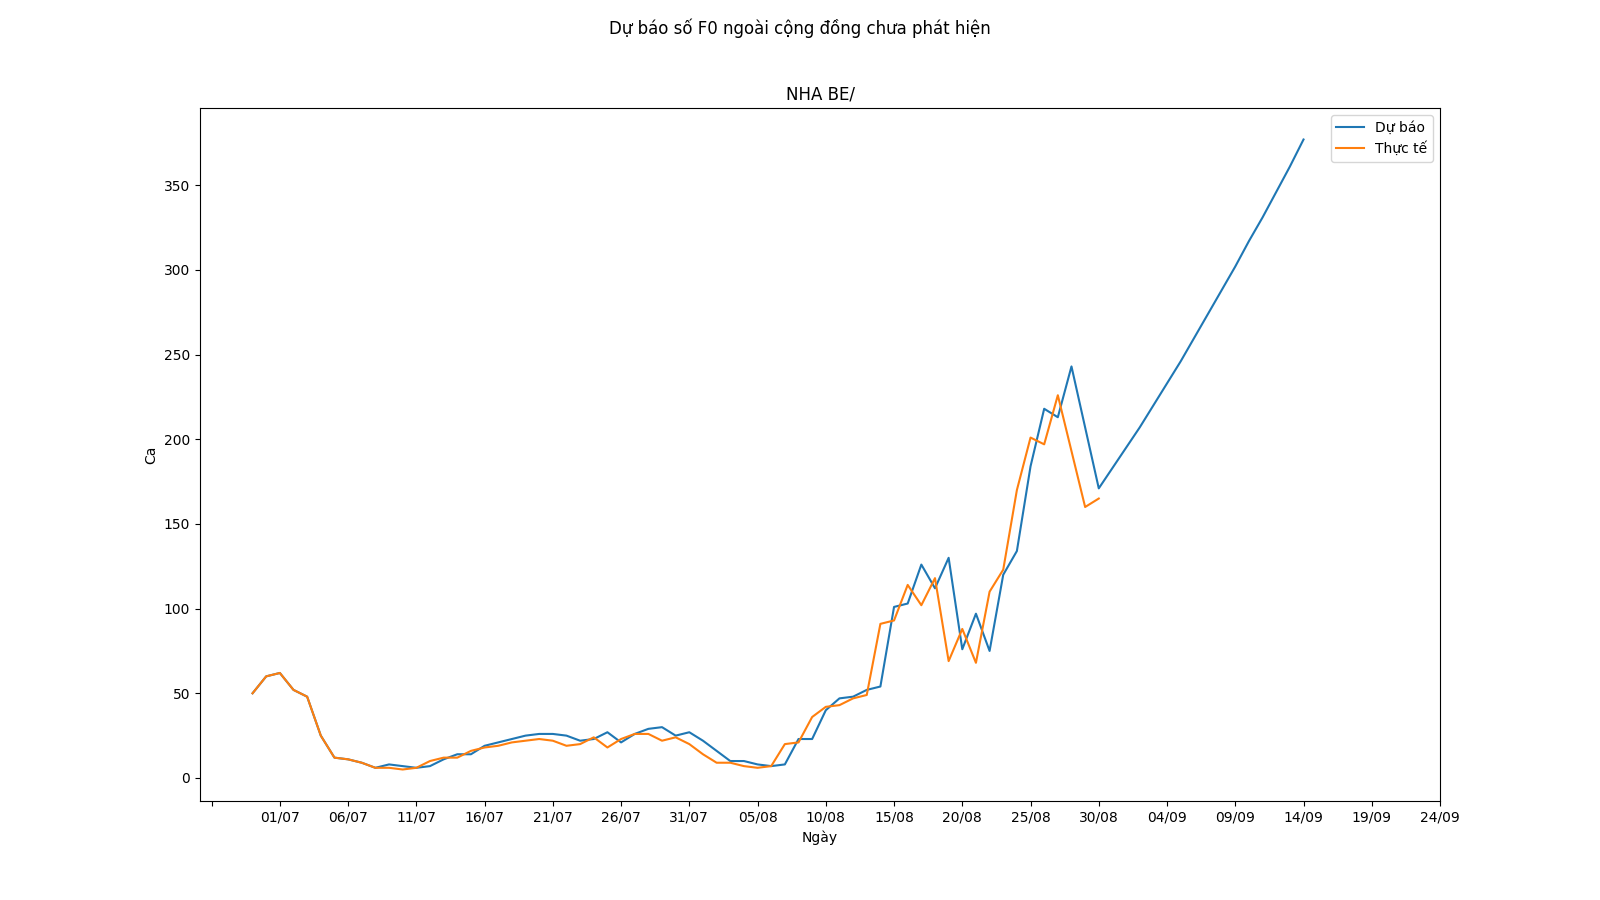 Dự báo số F0 ngoài cộng đồng chưa phát hiện
NHA BE/
Dự báo
Thực tế
350
300
250
200
150
100
50
0
Ca
01/07 06/07 11/07 16/07 21/07 26/07 31/07 05/08 10/08 15/08 20/08 25/08 30/08 04/09 09/09 14/09 19/09 24/09
Ngày